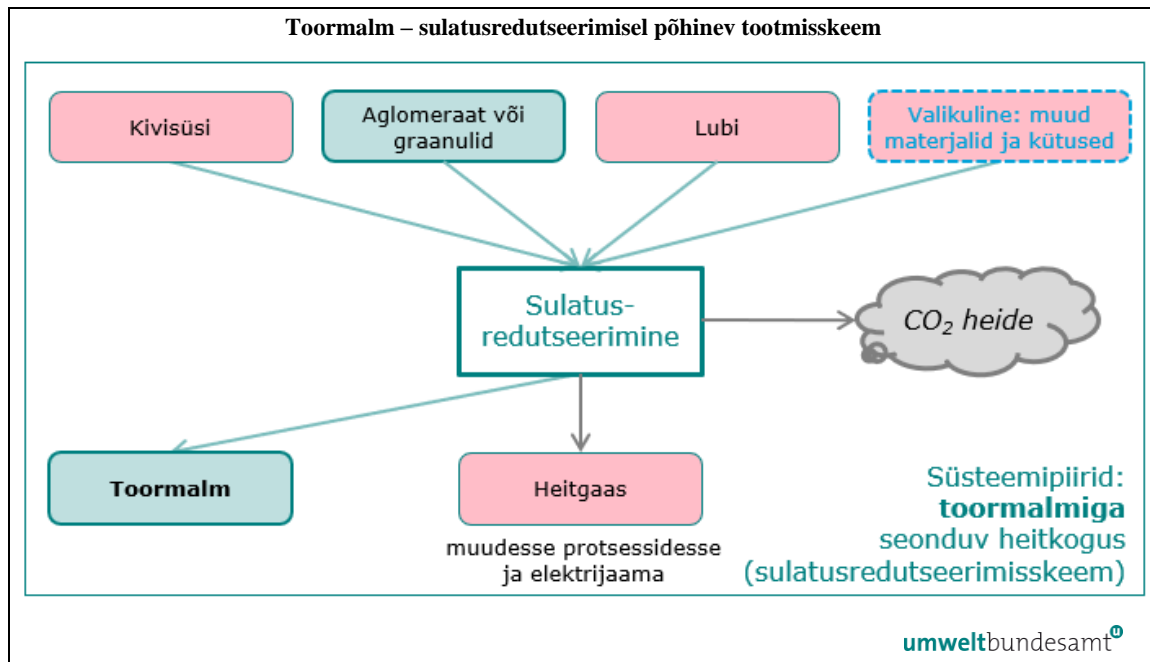 Toormalm – sulatusredutseerimisel põhinev tootmisskeem
Kivisüsi
Aglomeraat või
graanulid
Lubi
Valikuline: muud
materjalid ja kütused
Sulatus-
redutseerimine
CO₂ heide
Toormalm
Heitgaas
muudesse protsessidesse
ja elektrijaama
Süsteemipiirid:
toormalmiga
seonduv heitkogus
(sulatusredutseerimisskeem)
umweltbundesamt
u